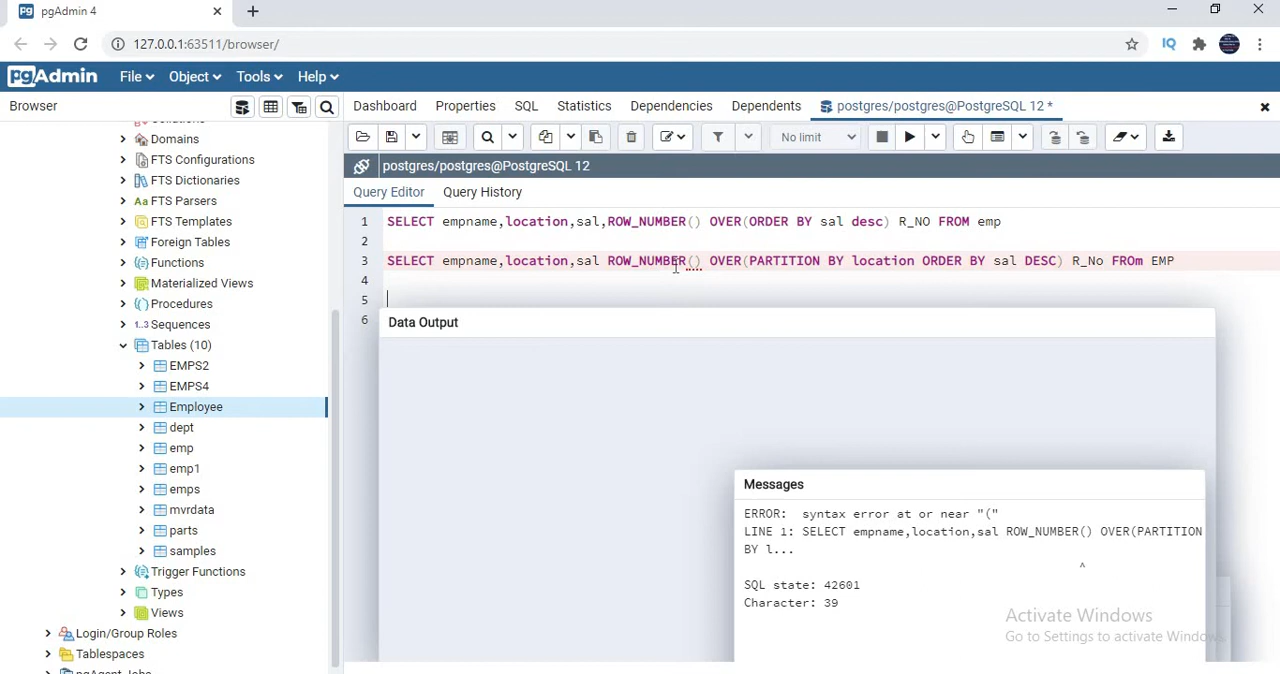 pgAdmin 4
127.0.0.1:63511/browser/
IQ
pgAdmin File Object Tools Help
Browser
Dashboard Properties SQL Statistics Dependencies Dependents postgres/postgres@PostgreSQL 12 *
No limit
postgres/postgres@PostgreSQL 12
Query Editor Query History
Domains
FTS Configurations
FTS Dictionaries
Aa FTS Parsers
FTS Templates
Foreign Tables
Functions
Materialized Views
Procedures
1..3 Sequences
Tables (10)
EMPS2
EMPS4
Employee
dept
emp
emp1
emps
mvrdata
parts
samples
Trigger Functions
Types
Views
Login/Group Roles
Tablespaces
1 SELECT empname,location,sal,ROW_NUMBER() OVER(ORDER BY sal desc) R_NO FROM emp
2
3 SELECT empname,location,sal ROW_NUMBER() OVER(PARTITION BY location ORDER BY sal DESC) R_No FROm EMP
4
5
6
Data Output
Messages
ERROR: syntax error at or near "("
LINE 1: SELECT empname,location,sal ROW_NUMBER() OVER(PARTITION
BY l...
^
SQL state: 42601
Character: 39
Activate Windows
Go to Settings to activate Windows.